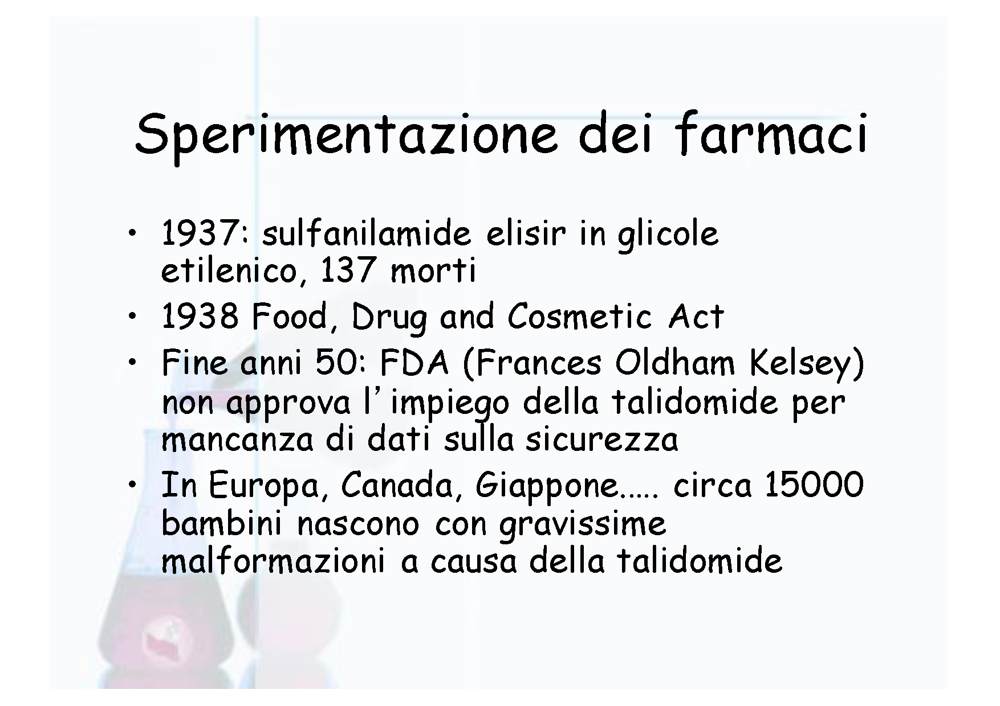 Sperimentazione dei farmaci
• 1937: sulfanilamide elisir in glicole
etilenico, 137 morti
• 1938 Food, Drug and Cosmetic Act
• Fine anni 50: FDA (Frances Oldham Kelsey)
non approva l’impiego della talidomide per
mancanza di dati sulla sicurezza
• In Europa, Canada, Giappone….. circa 15000
bambini nascono con gravissime
malformazioni a causa della talidomide